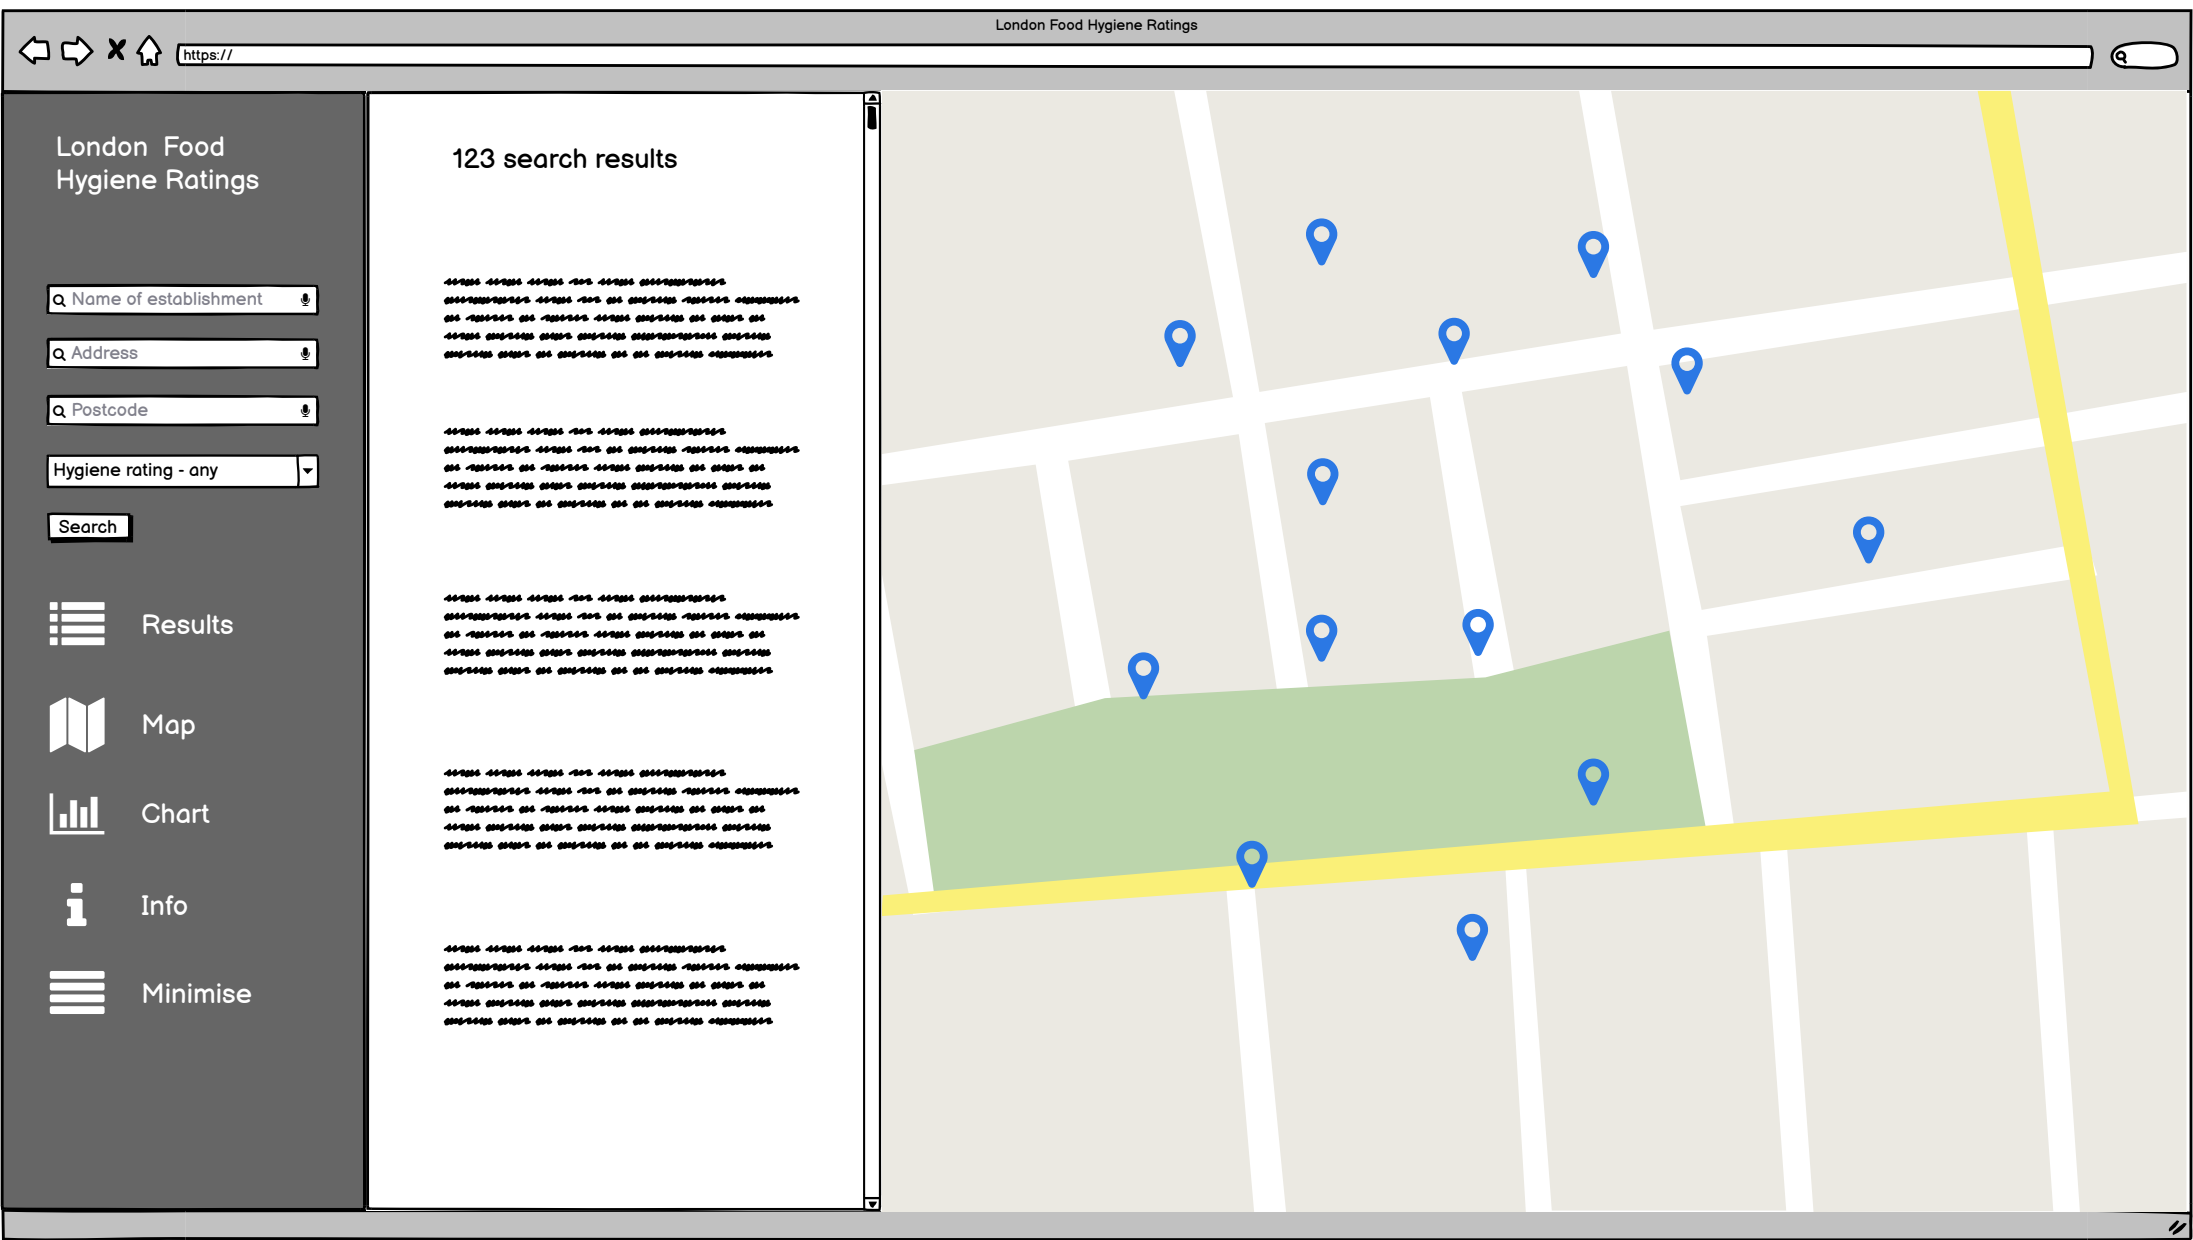 London Food Hygiene Ratings
https://
London Food
Hygiene Ratings
Name of establishment
Address
Postcode
Hygiene rating - any
Search
Results
Map
Chart
Info
Minimise
123 search results